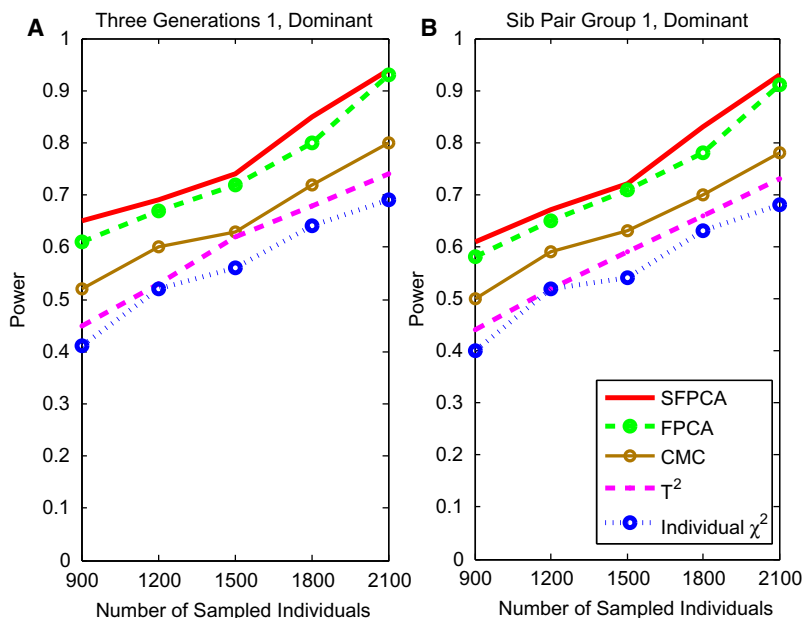 A
Three Generations 1, Dominant
1
0.9
0.8
0.7
0.6
0.5
0.4
0.3
0.2
0.1
0
Power
900
1200
1500
1800
2100
Number of Sampled Individuals
B
Sib Pair Group 1, Dominant
1
0.9
0.8
0.7
0.6
0.5
0.4
0.3
0.2
0.1
0
Power
SFPCA
FPCA
CMC
T²
Individual χ²
900
1200
1500
1800
2100
Number of Sampled Individuals